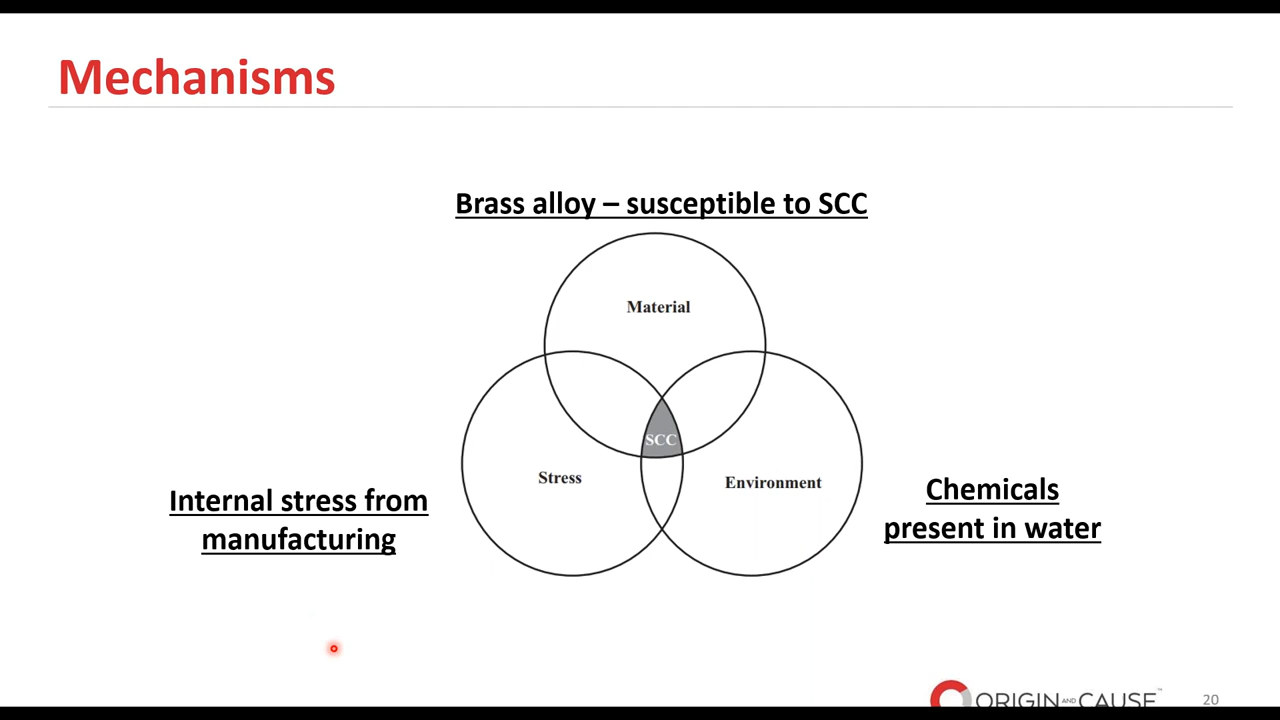 Mechanisms
Brass alloy – susceptible to SCC
Material
SCC
Stress
Environment
Internal stress from
manufacturing
Chemicals
present in water
ORIGIN AND CAUSE™
20